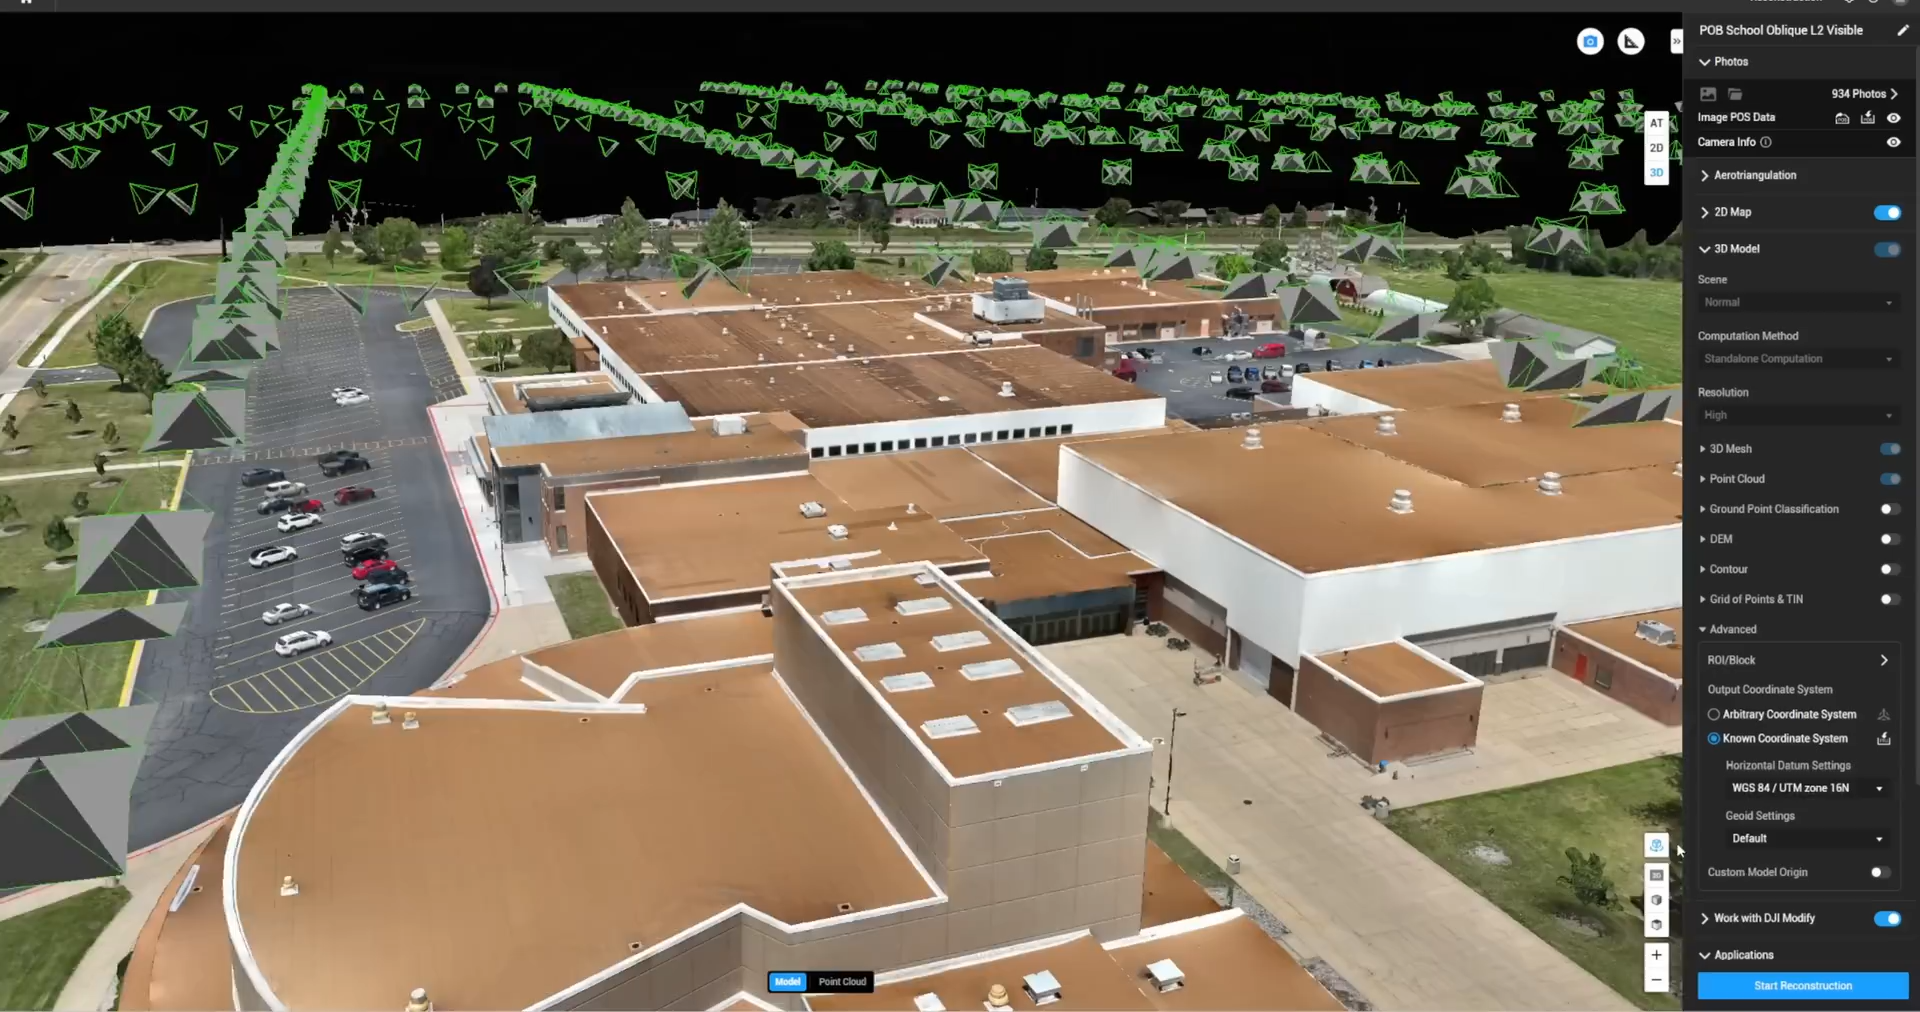 POB School Oblique L2 Visible
Photos
934 Photos
Image POS Data
Camera Info
AT
2D
3D
Aerotriangulation
2D Map
3D Model
Scene
Normal
Computation Method
Standalone Computation
Resolution
High
3D Mesh
Point Cloud
Ground Point Classification
DEM
Contour
Grid of Points & TIN
Advanced
ROI/Block
Output Coordinate System
Arbitrary Coordinate System
Known Coordinate System
Horizontal Datum Settings
WGS 84 / UTM zone 16N
Geoid Settings
Default
Custom Model Origin
Work with DJI Modify
Applications
Start Reconstruction
Model
Point Cloud